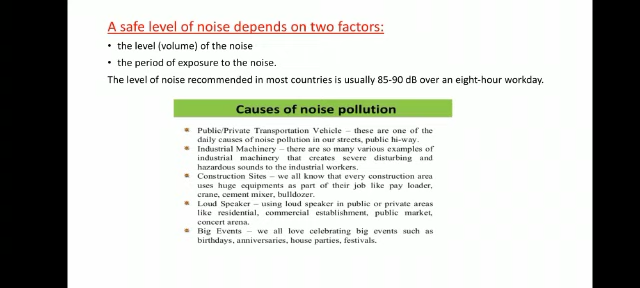 A safe level of noise depends on two factors:
• the level (volume) of the noise
• the period of exposure to the noise.
The level of noise recommended in most countries is usually 85-90 dB over an eight-hour workday.
Causes of noise pollution
Public/Private Transportation Vehicle – these are one of the
daily causes of noise pollution in our streets, public hi-way.
Industrial Machinery – there are so many various examples of
industrial machinery that creates severe disturbing and
hazardous sounds to the industrial workers.
Construction Sites – we all know that every construction area
uses huge equipments as part of their job like pay loader,
crane, cement mixer, bulldozer.
Loud Speaker – using loud speaker in public or private areas
like residential, commercial establishment, public market,
concert arena.
Big Events – we all love celebrating big events such as
birthdays, anniversaries, house parties, festivals.